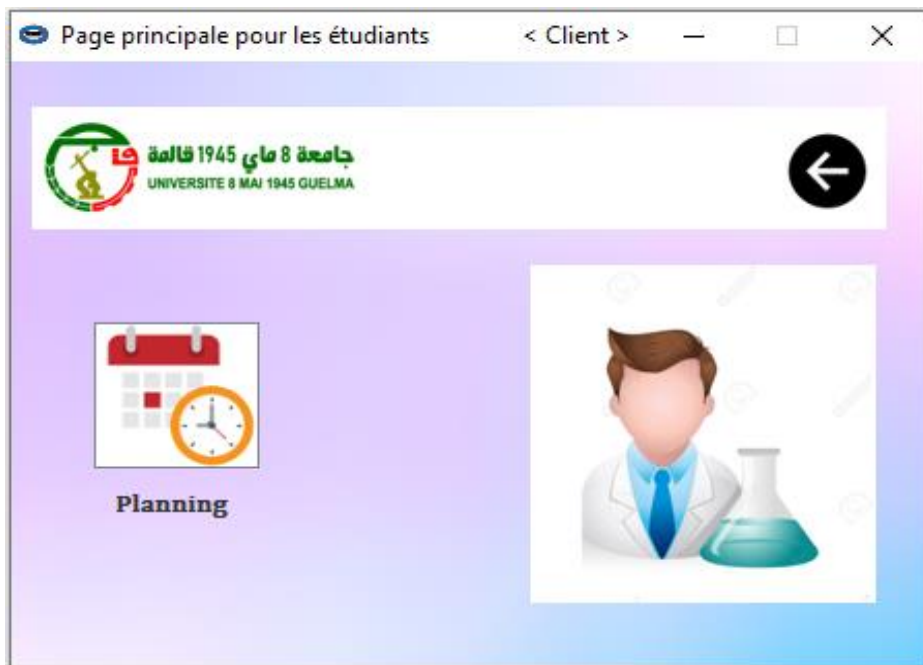 Page principale pour les étudiants < Client >
جامعة 8 ماي 1945 قالمة
UNIVERSITE 8 MAI 1945 GUELMA
Planning